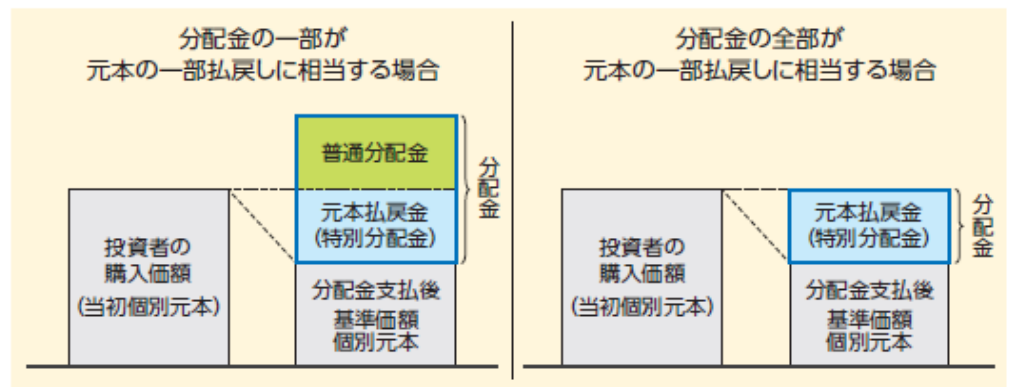 分配金の一部が
元本の一部払戻しに相当する場合
普通分配金
元本払戻金
(特別分配金)
分配金
投資者の
購入価額
(当初個別元本)
分配金支払後
基準価額
個別元本
分配金の全部が
元本の一部払戻しに相当する場合
元本払戻金
(特別分配金)
分配金
投資者の
購入価額
(当初個別元本)
分配金支払後
基準価額
個別元本